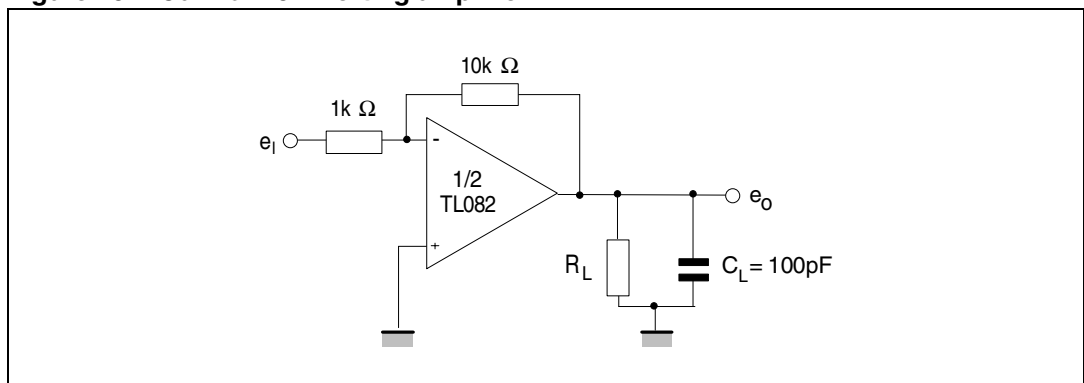 10k Ω
1k Ω
eI
-
1/2
TL082
eo
+
RL
CL= 100pF